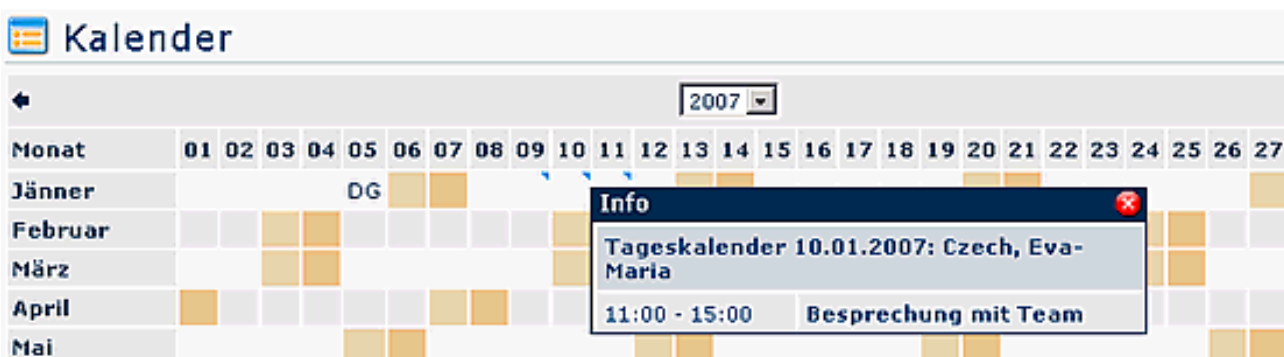 Kalender
2007
Monat 01 02 03 04 05 06 07 08 09 10 11 12 13 14 15 16 17 18 19 20 21 22 23 24 25 26 27
Jänner DG
Info
Februar
Tageskalender 10.01.2007: Czech, Eva-
Maria
März
April
11:00 - 15:00 Besprechung mit Team
Mai